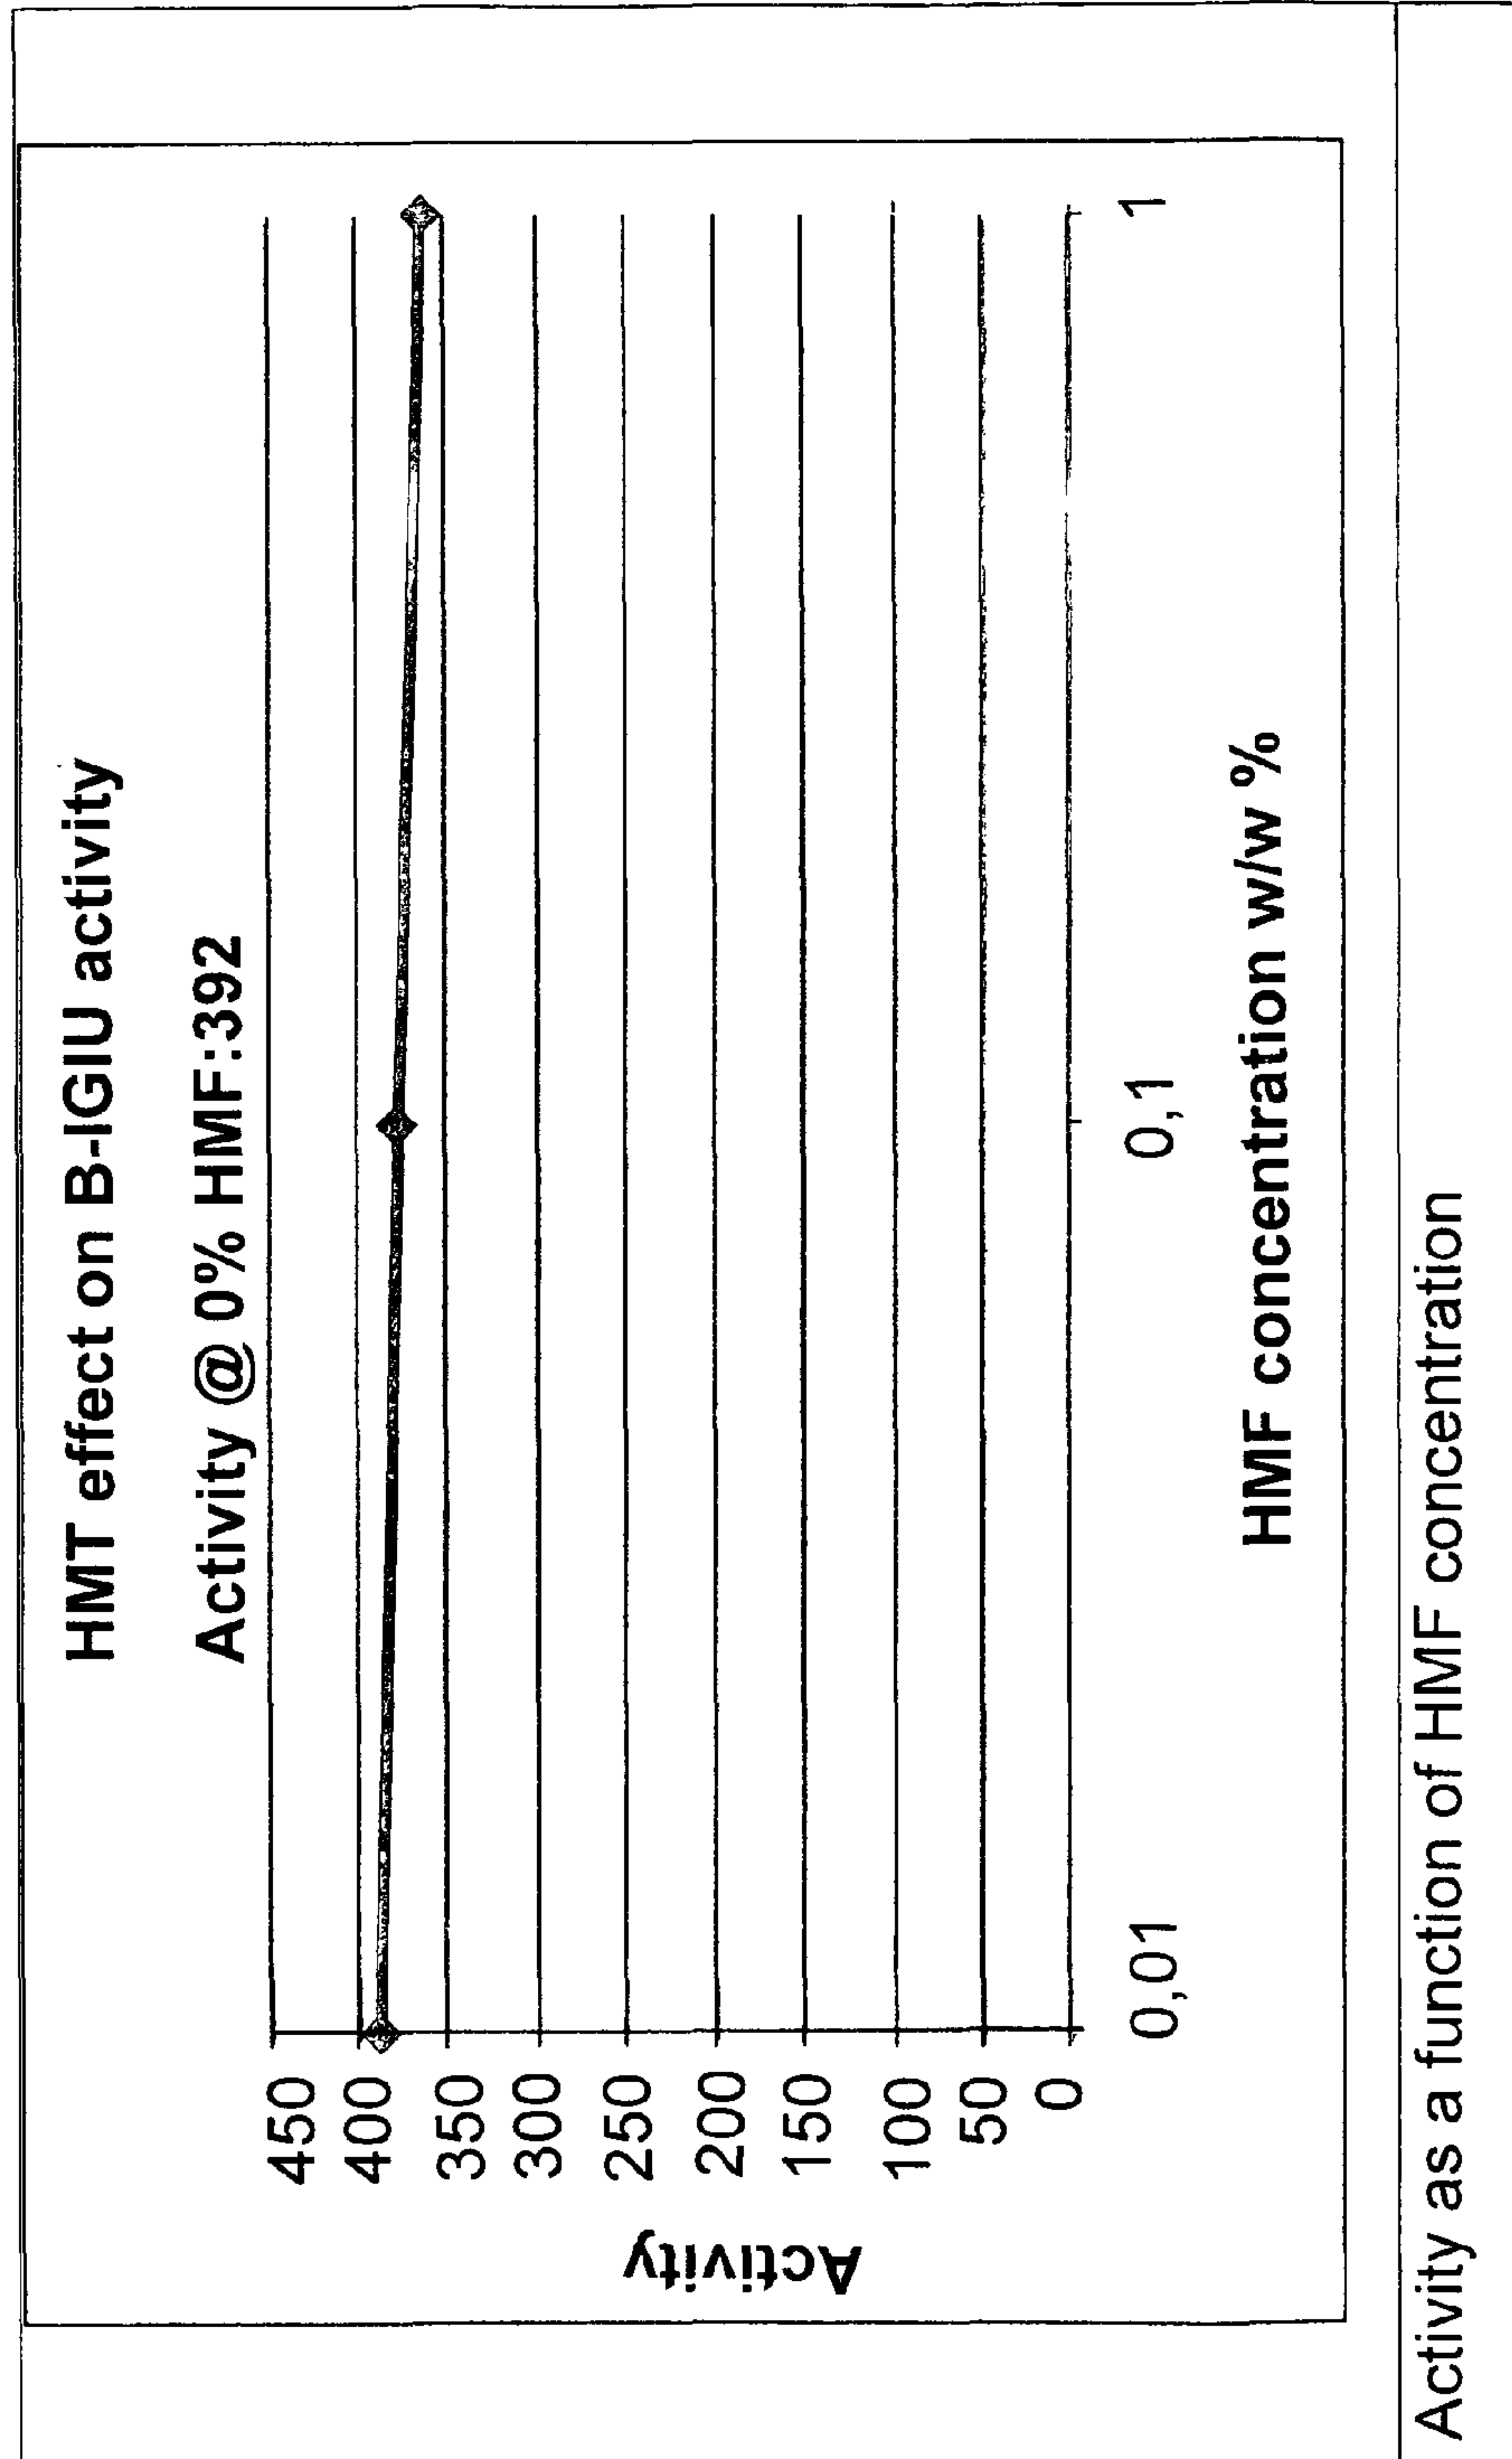 HMT effect on B-IGIU activity
Activity @ 0% HMF:392
Activity
450
400
350
300
250
200
150
100
50
0
0,01
0,1
1
HMF concentration w/w %
Activity as a function of HMF concentration